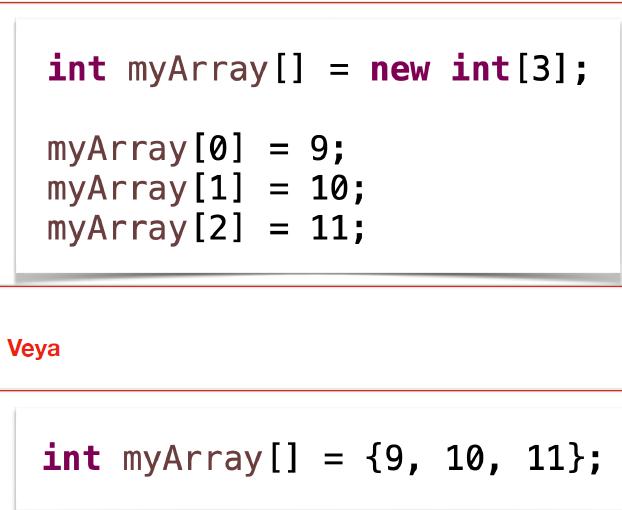 int myArray[] = new int[3];
myArray[0] = 9;
myArray[1] = 10;
myArray[2] = 11;
Veya
int myArray[] = {9, 10, 11};